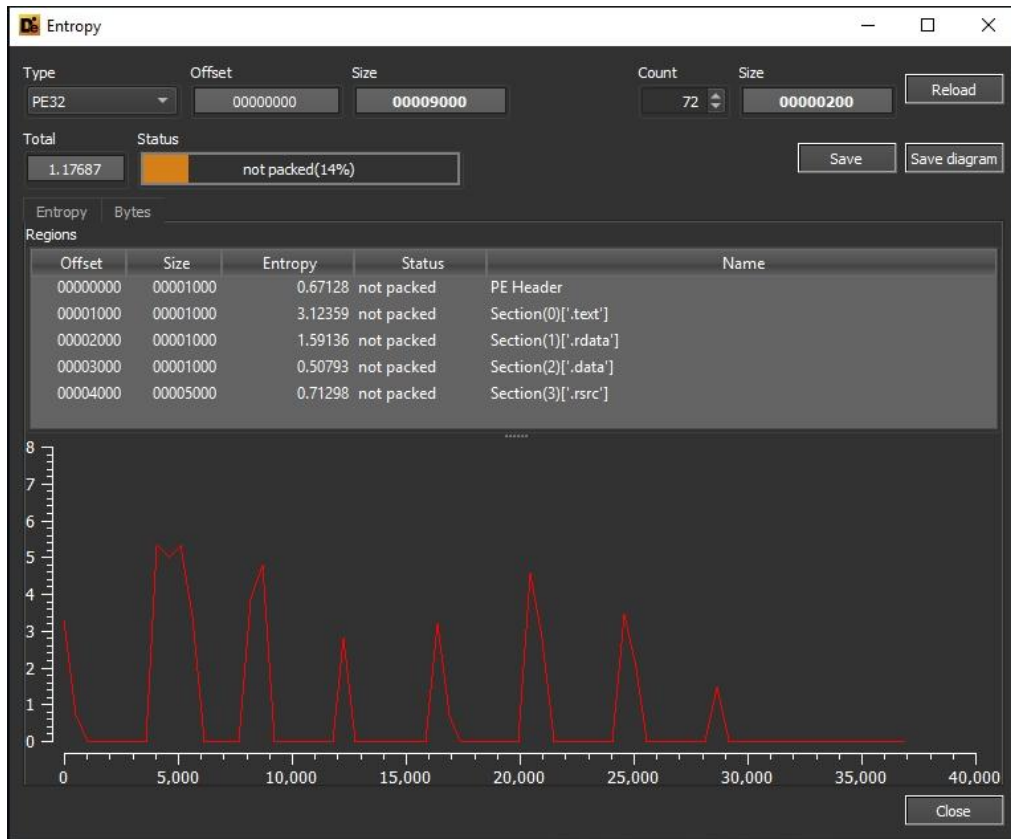 De Entropy
Type Offset Size Count Size
PE32 00000000 00009000 72 00000200 Reload
Total Status
1.17687 not packed(14%) Save Save diagram
Entropy Bytes
Regions
Offset Size Entropy Status Name
00000000 00001000 0.67128 not packed PE Header
00001000 00001000 3.12359 not packed Section(0)['.text']
00002000 00001000 1.59136 not packed Section(1)['.rdata']
00003000 00001000 0.50793 not packed Section(2)['.data']
00004000 00005000 0.71298 not packed Section(3)['.rsrc']
8
7
6
5
4
3
2
1
0
0 5,000 10,000 15,000 20,000 25,000 30,000 35,000 40,000
Close